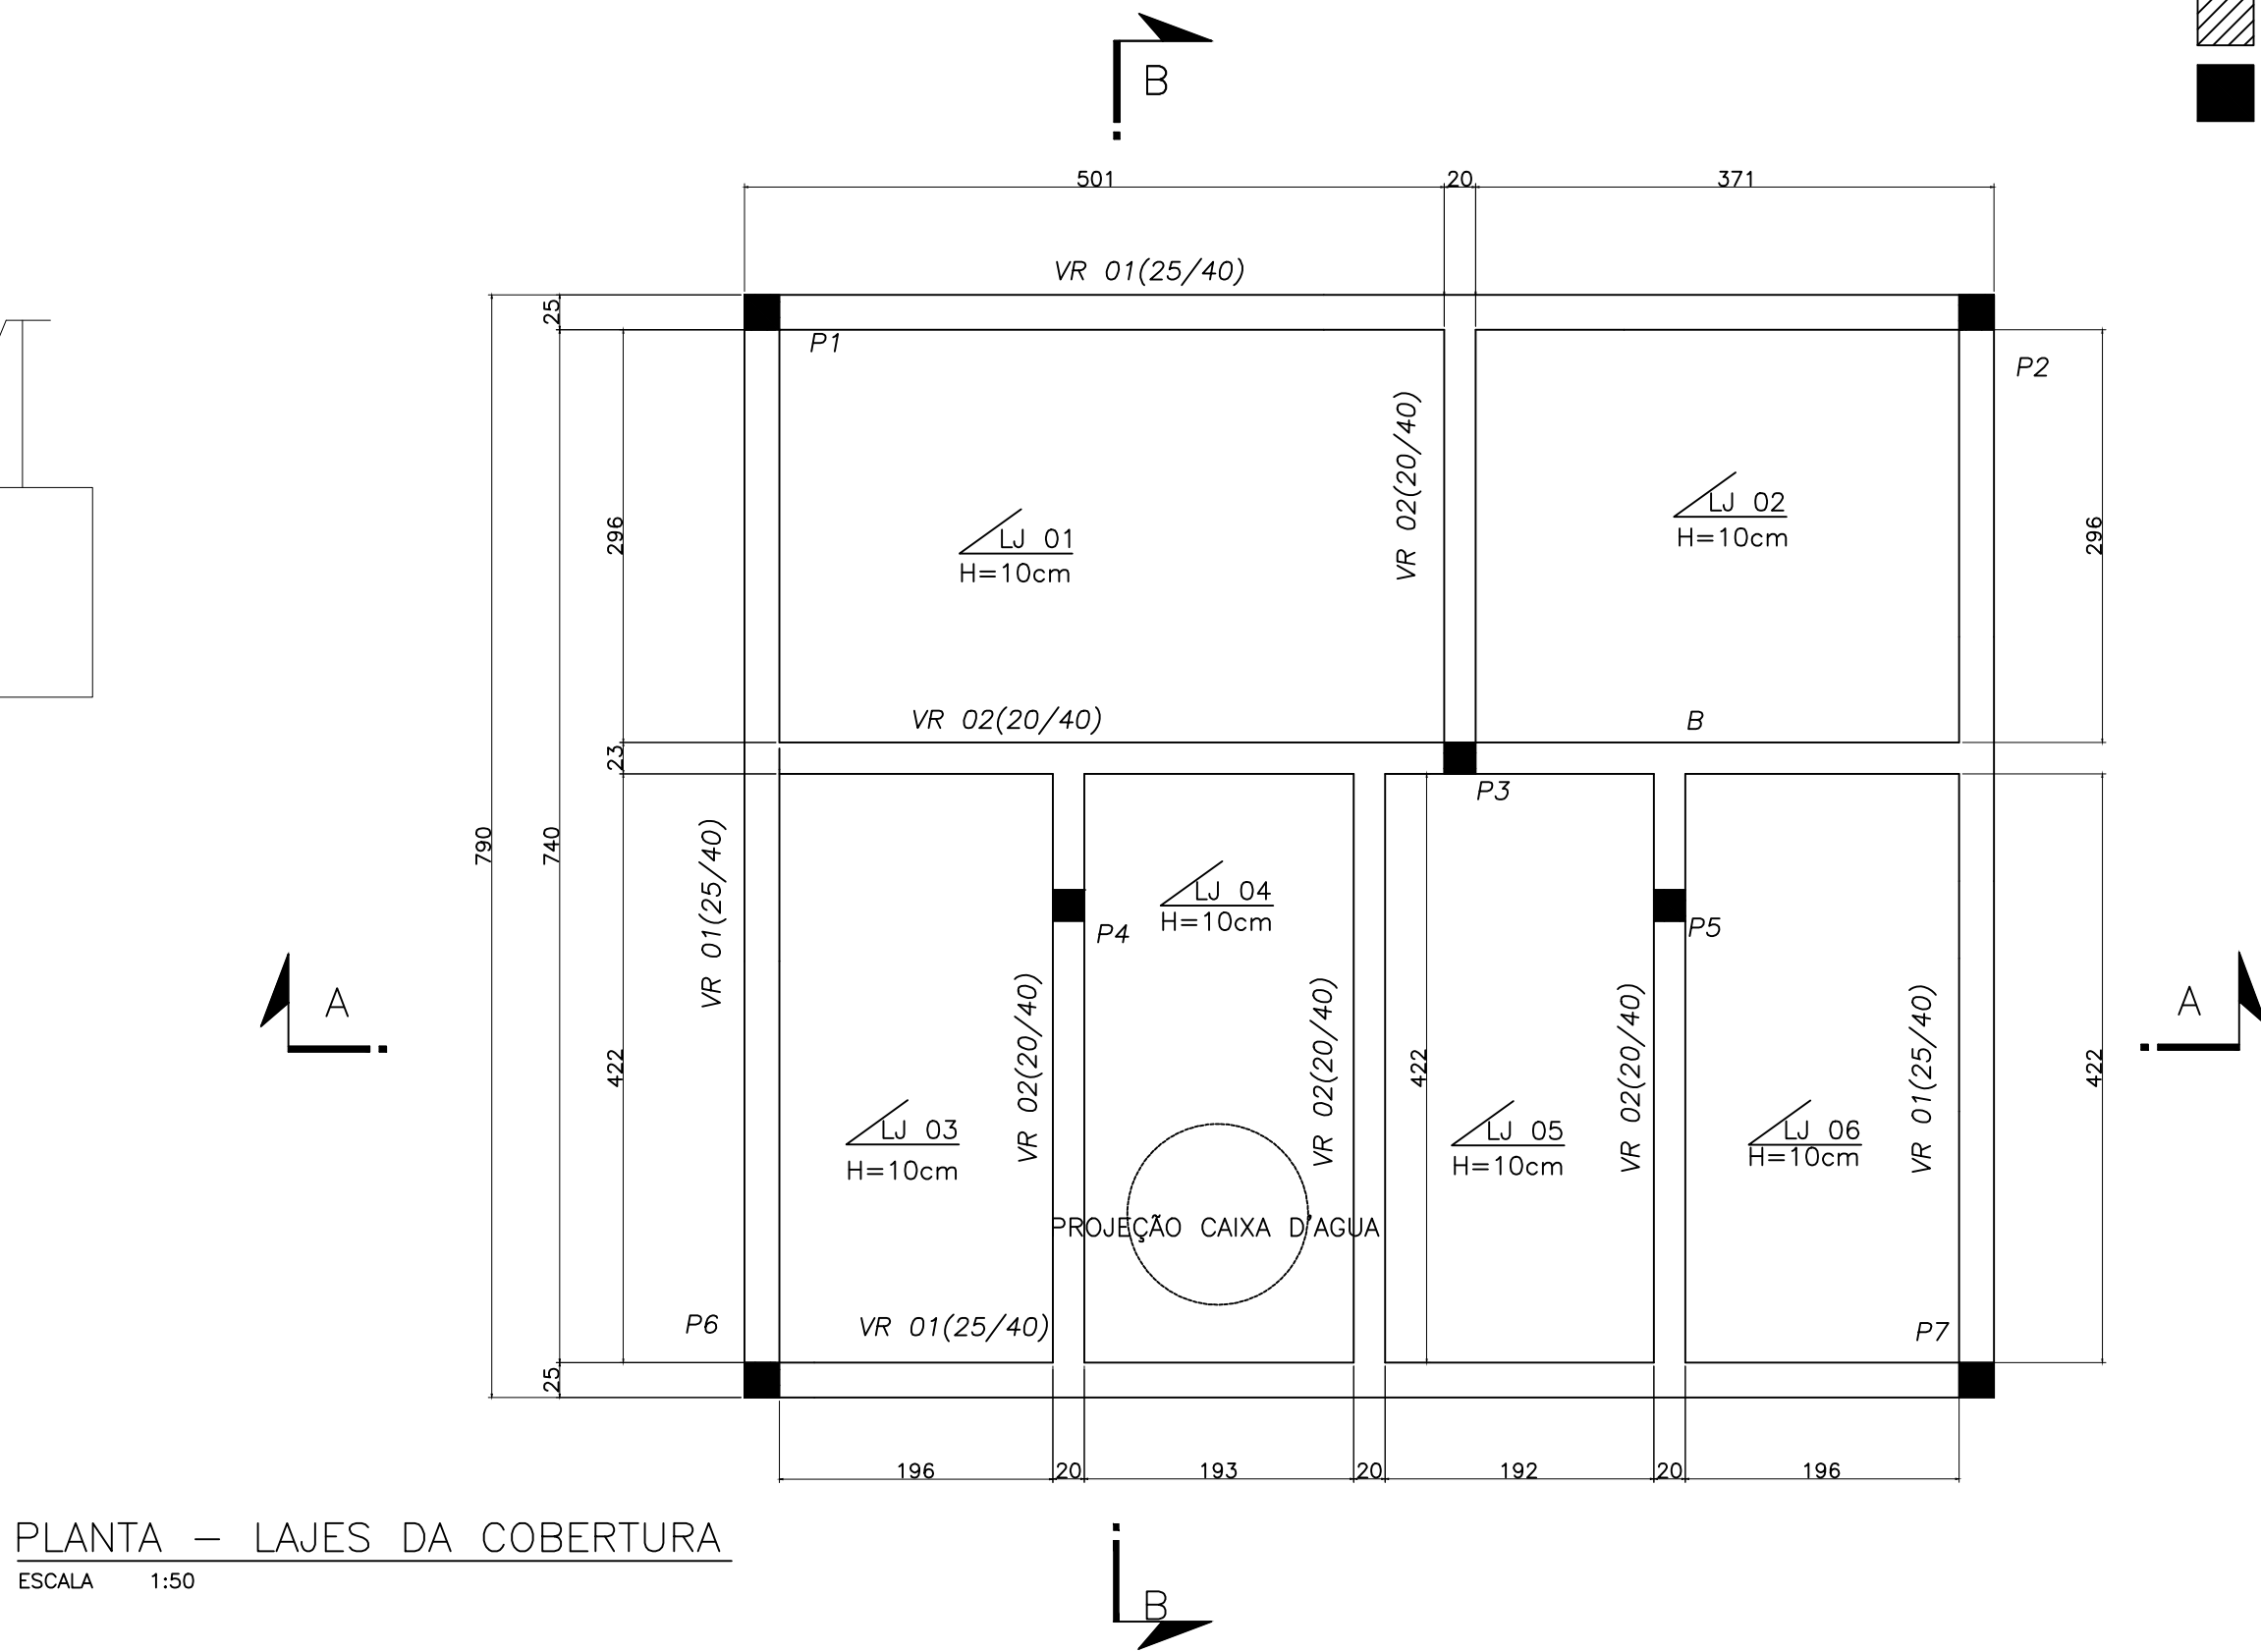 B
501
20
371
VR 01(25/40)
25
P1
P2
VR 02(20/40)
LJ 01
H=10cm
LJ 02
H=10cm
296
296
VR 02(20/40)
B
23
P3
790
740
VR 01(25/40)
LJ 04
H=10cm
P4
P5
A
A
VR 02(20/40)
VR 02(20/40)
VR 02(20/40)
VR 01(25/40)
422
422
422
LJ 03
H=10cm
LJ 05
H=10cm
LJ 06
H=10cm
PROJEÇÃO CAIXA D'AGUA
P6
VR 01(25/40)
P7
25
196
20
193
20
192
20
196
PLANTA - LAJES DA COBERTURA
ESCALA 1:50
B